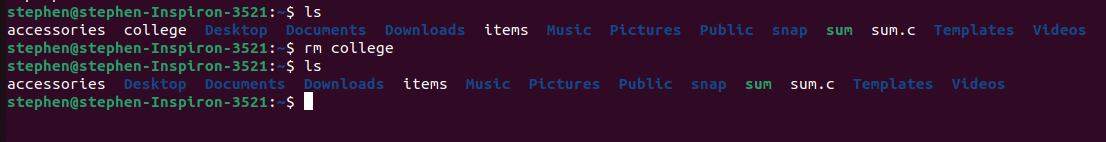 stephen@stephen-Inspiron-3521:~$ ls
accessories college Desktop Documents Downloads items Music Pictures Public snap sum sum.c Templates Videos
stephen@stephen-Inspiron-3521:~$ rm college
stephen@stephen-Inspiron-3521:~$ ls
accessories Desktop Documents Downloads items Music Pictures Public snap sum sum.c Templates Videos
stephen@stephen-Inspiron-3521:~$